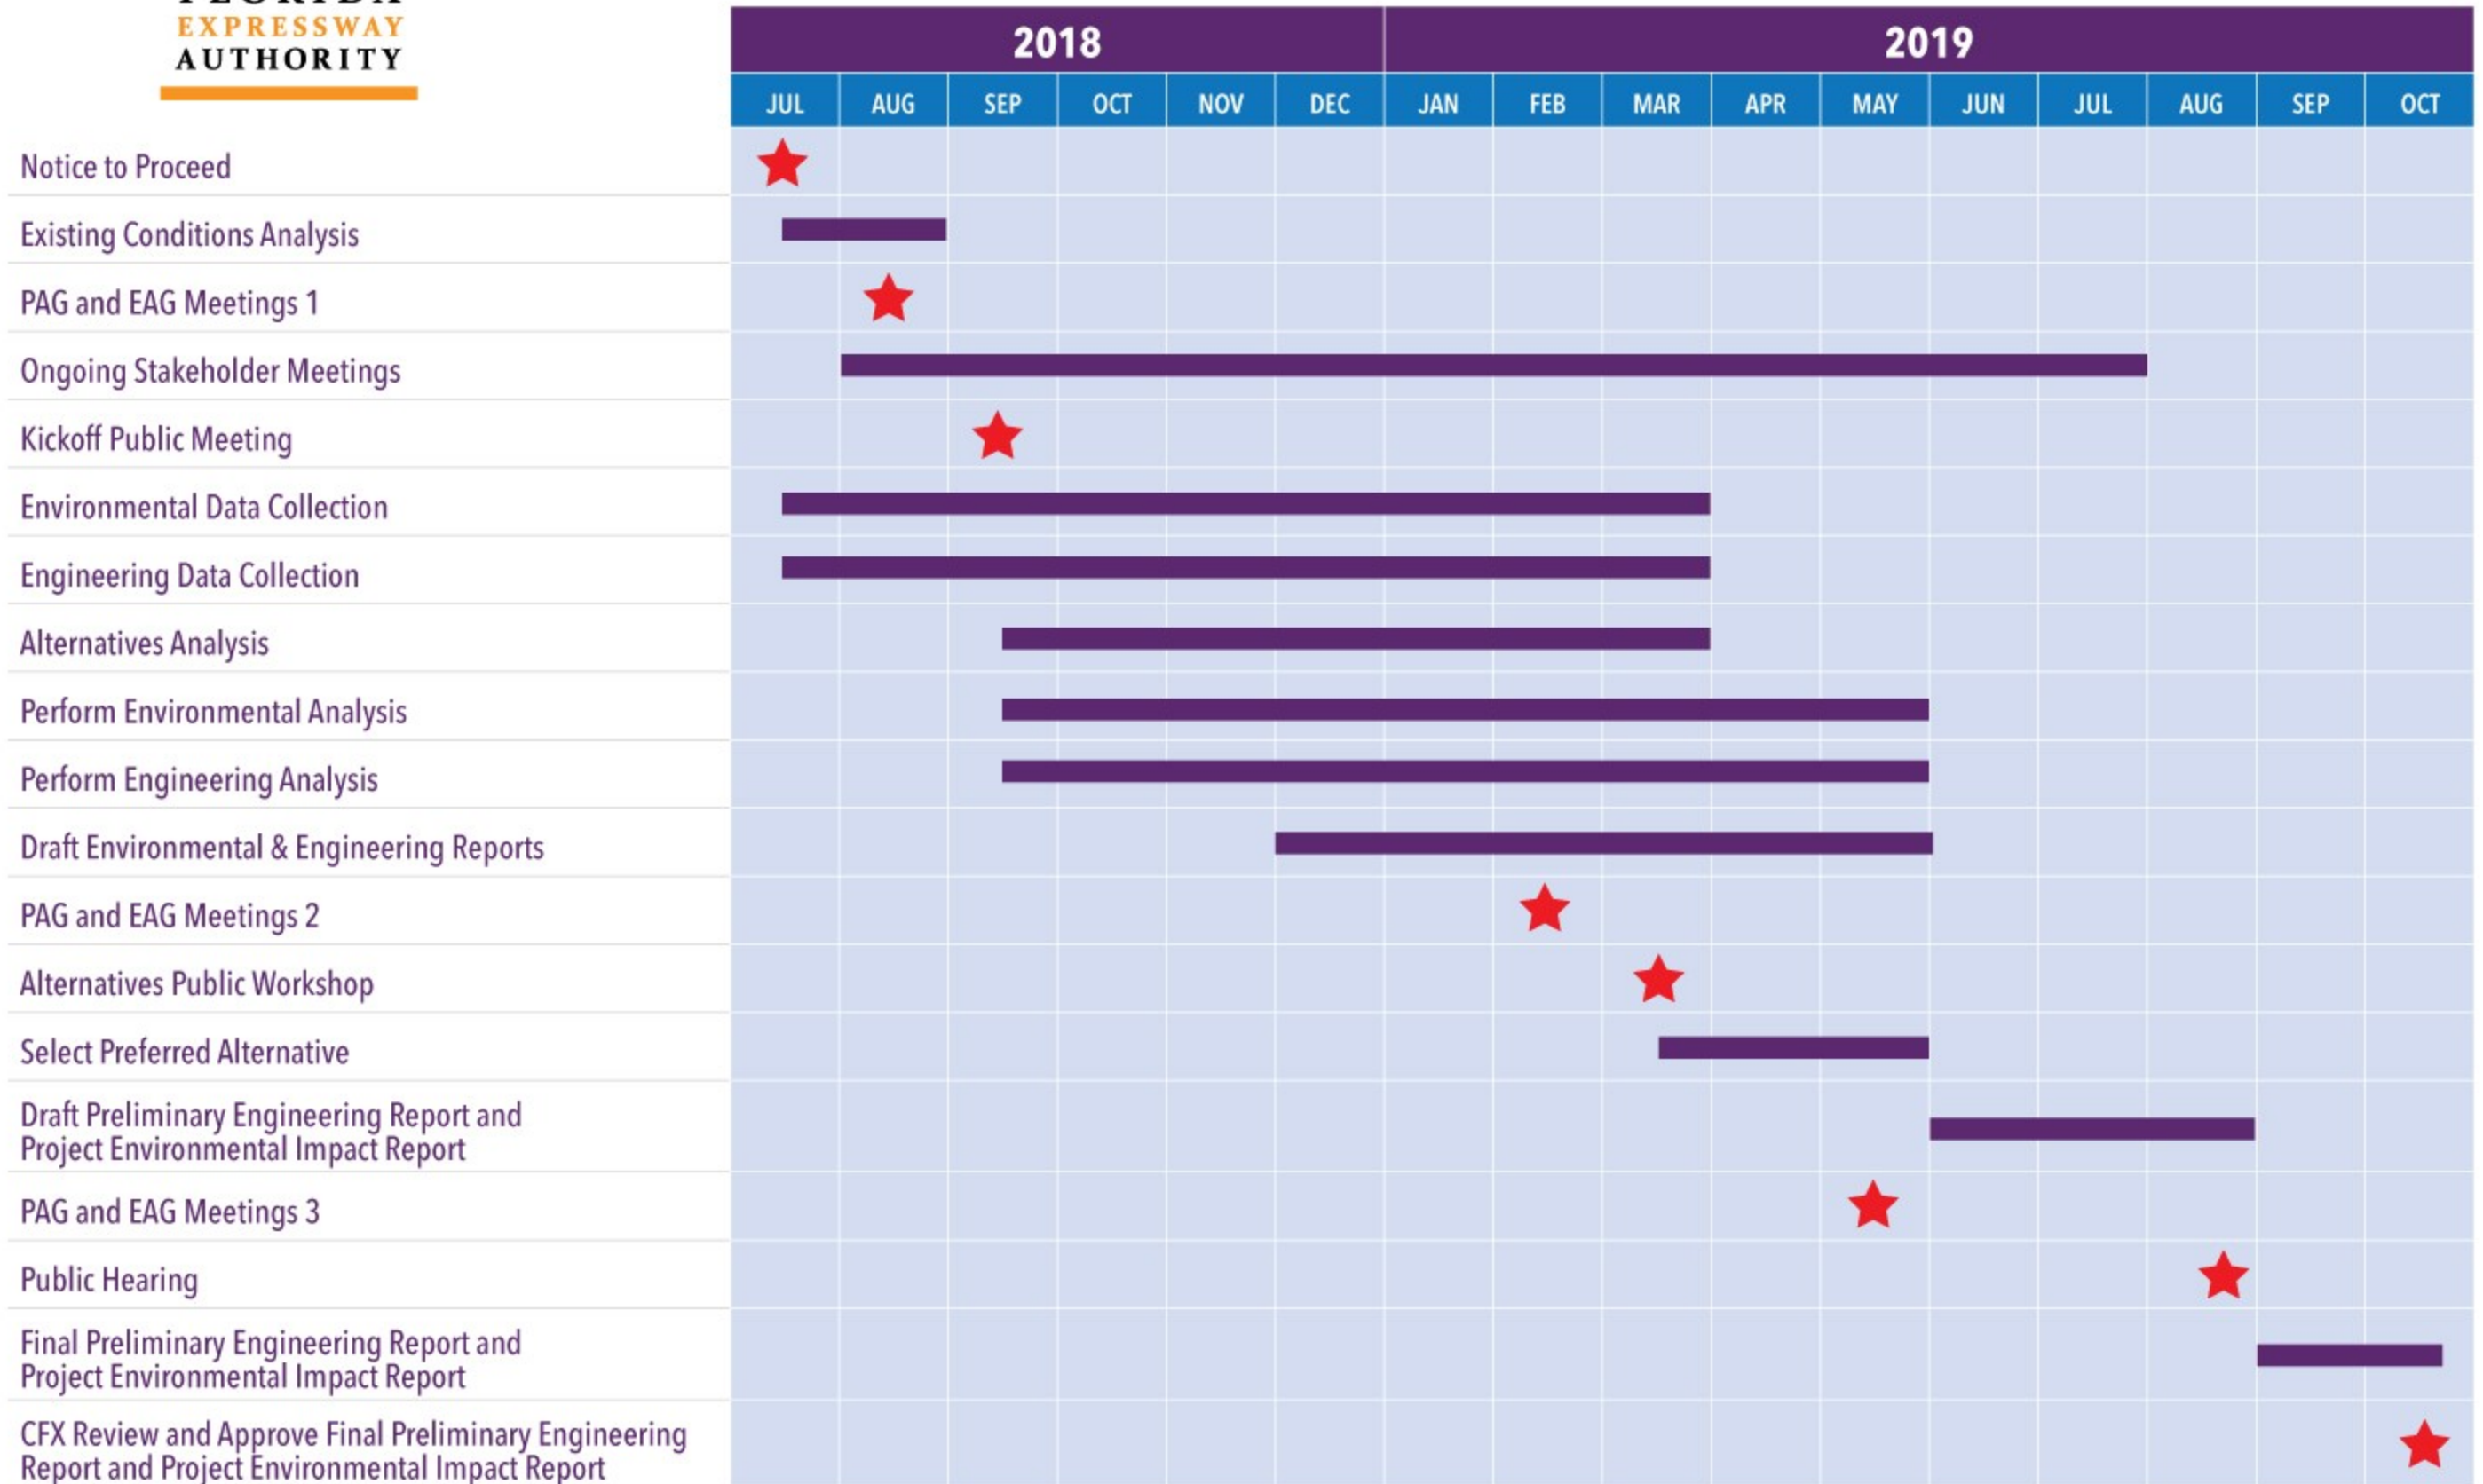 FLORIDA
EXPRESSWAY
AUTHORITY
2018 2019
JUL AUG SEP OCT NOV DEC JAN FEB MAR APR MAY JUN JUL AUG SEP OCT
Notice to Proceed
Existing Conditions Analysis
PAG and EAG Meetings 1
Ongoing Stakeholder Meetings
Kickoff Public Meeting
Environmental Data Collection
Engineering Data Collection
Alternatives Analysis
Perform Environmental Analysis
Perform Engineering Analysis
Draft Environmental & Engineering Reports
PAG and EAG Meetings 2
Alternatives Public Workshop
Select Preferred Alternative
Draft Preliminary Engineering Report and
Project Environmental Impact Report
PAG and EAG Meetings 3
Public Hearing
Final Preliminary Engineering Report and
Project Environmental Impact Report
CFX Review and Approve Final Preliminary Engineering
Report and Project Environmental Impact Report